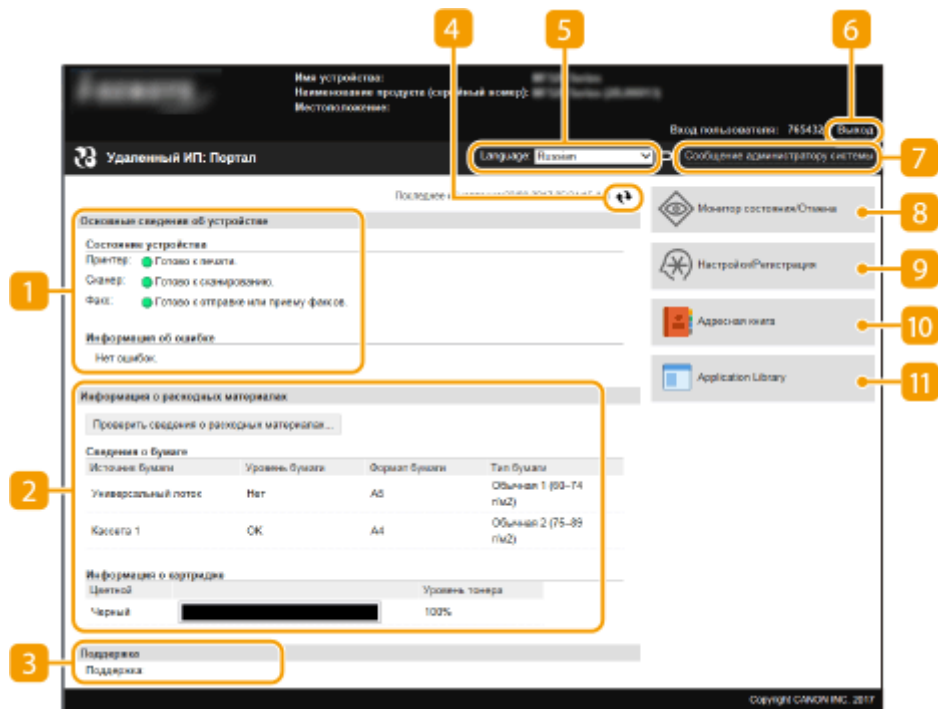 4
5
6
Имя устройства:
Наименование продукта (серийный номер):
Местоположение:
Вход пользователя: 765432 Выход
Удаленный ИП: Портал
Language: Russian
Сообщение администратору системы
7
Последнее
Основные сведения об устройстве
Состояние устройства
Принтер: Готово к печати.
Сканер: Готово к сканированию.
Факс: Готово к отправке или приему факсов.
1
Информация об ошибке
Нет ошибок.
Монитор состояния/Отмена
8
Настройки/Регистрация
9
Адресная книга
10
Application Library
11
Информация о расходных материалах
Проверить сведения о расходных материалах...
Сведения о бумаге
Источник бумаги Уровень бумаги Формат бумаги Тип бумаги
2
Универсальный лоток Нет A5 Обычная 1 (60–74
г/м2)
Кассета 1 OK A4 Обычная 2 (75–89
г/м2)
Информация о картридже
Цветной Уровень тонера
Черный 100%
3
Поддержка
Поддержка
Copyright CANON INC. 2017